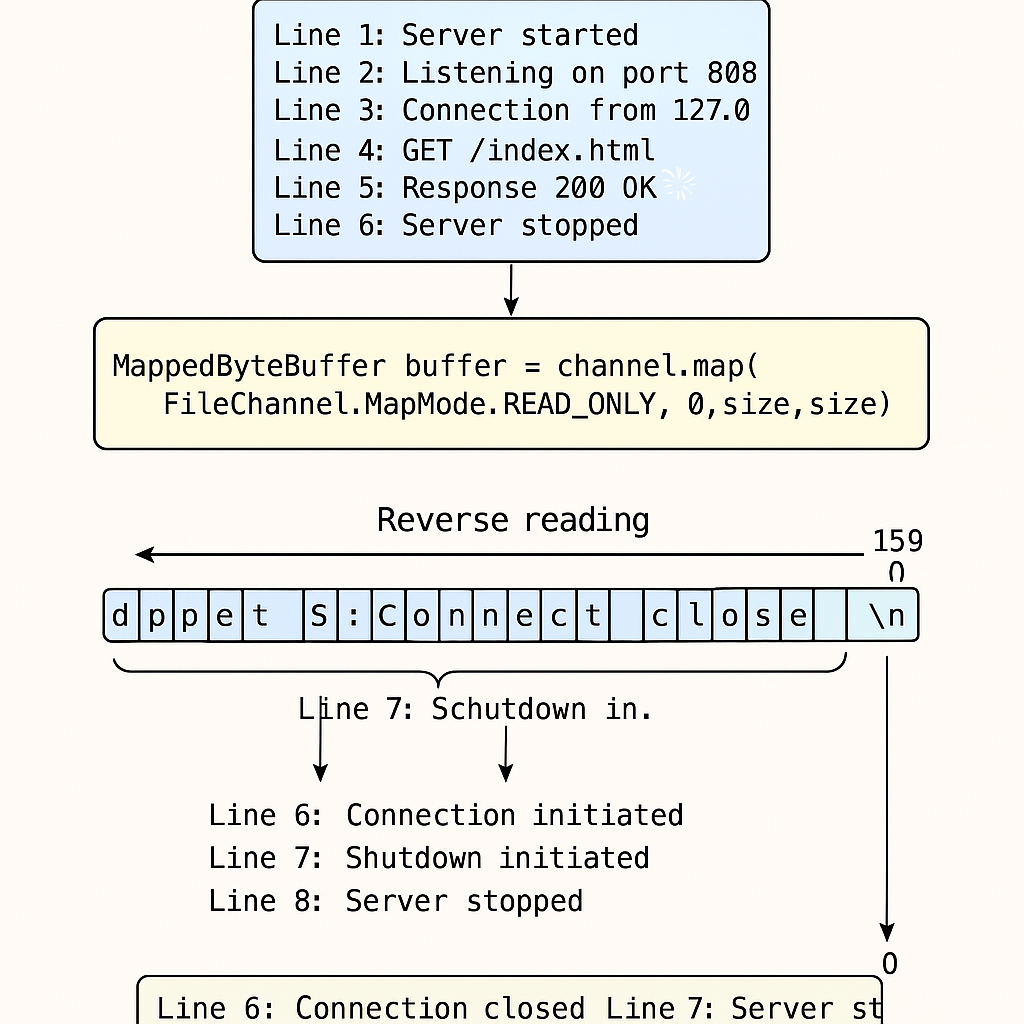 Line 1: Server started
Line 2: Listening on port 808
Line 3: Connection from 127.0
Line 4: GET /index.html
Line 5: Response 200 OK
Line 6: Server stopped
MappedByteBuffer buffer = channel.map(
FileChannel.MapMode.READ_ONLY, 0,size,size)
Reverse reading
159
0
dppet S:Connect close \n
Line 7: Schutdown in.
Line 6: Connection initiated
Line 7: Shutdown initiated
Line 8: Server stopped
0
Line 6: Connection closed Line 7: Server st